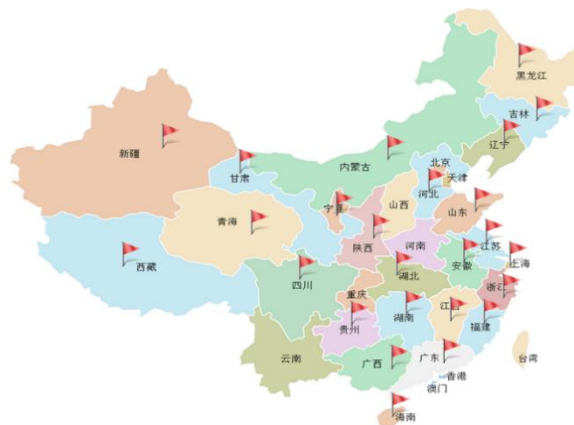 黑龙江
吉林
辽宁
新疆
甘肃
内蒙古
北京
天津
河北
宁夏
山西
山东
青海
陕西
河南
江苏
西藏
四川
安徽
上海
湖北
重庆
浙江
贵州
湖南
江西
福建
云南
广西
广东
台湾
香港
澳门
海南